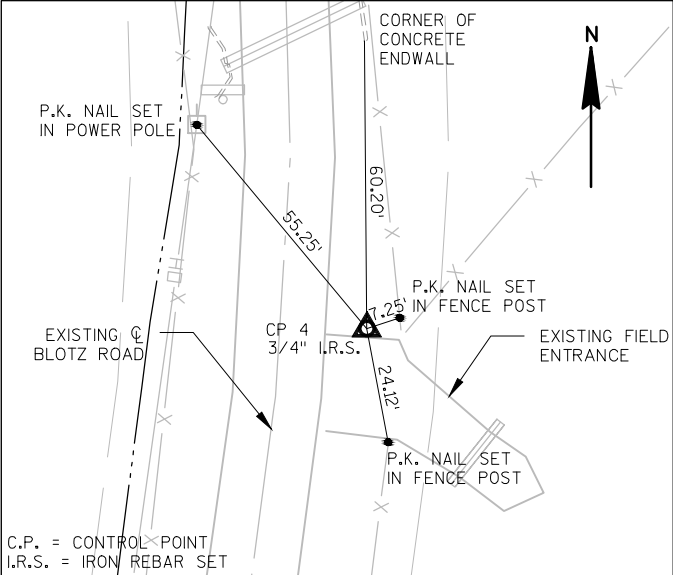 CORNER OF
CONCRETE
ENDWALL
N
P.K. NAIL SET
IN POWER POLE
60.20'
55.25'
P.K. NAIL SET
IN FENCE POST
7.25'
CP 4
3/4" I.R.S.
EXISTING ℄
BLOTZ ROAD
EXISTING FIELD
ENTRANCE
24.12'
P.K. NAIL SET
IN FENCE POST
C.P. = CONTROL POINT
I.R.S. = IRON REBAR SET